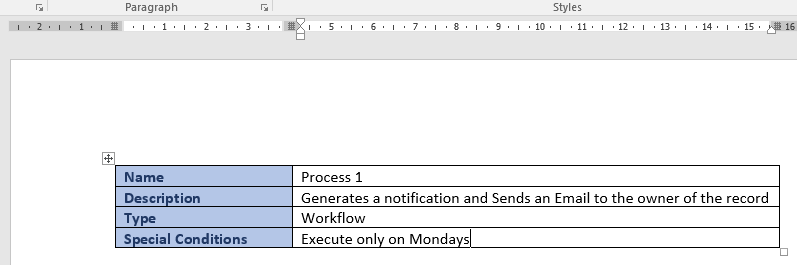 Paragraph Styles
2 1 1 2 3 5 6 7 8 9 10 11 12 13 14 15 16
Name Process 1
Description Generates a notification and Sends an Email to the owner of the record
Type Workflow
Special Conditions Execute only on Mondays